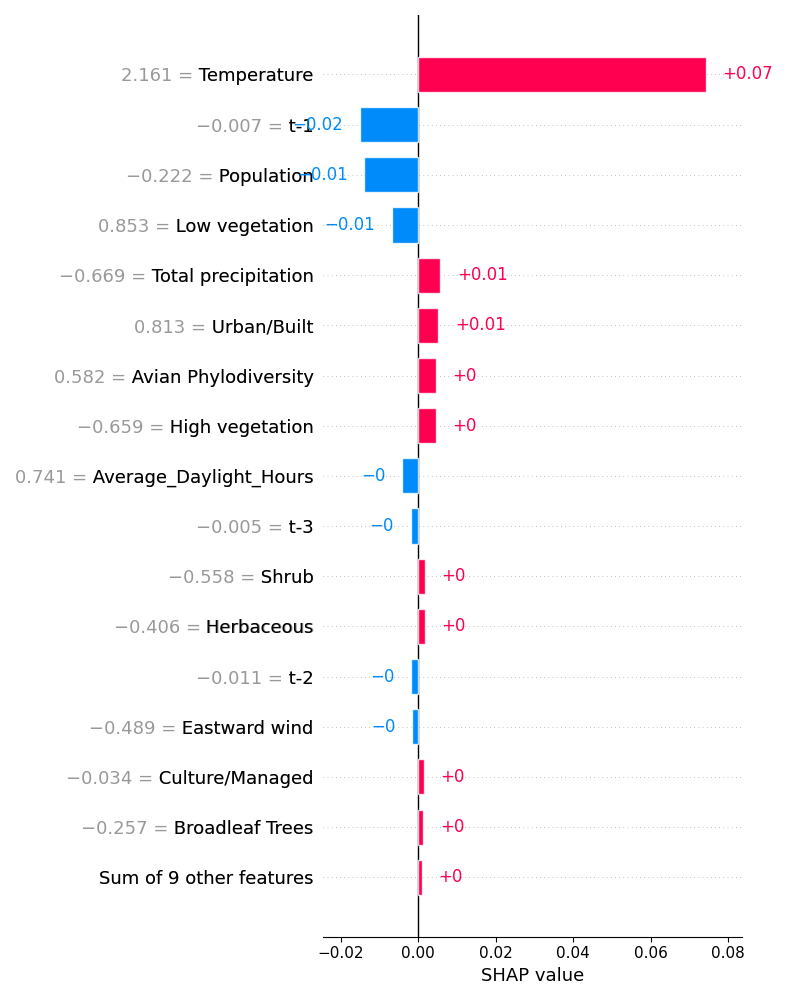 2.161 = Temperature +0.07
−0.007 = t-1 −0.02
−0.222 = Population −0.01
0.853 = Low vegetation −0.01
−0.669 = Total precipitation +0.01
0.813 = Urban/Built +0.01
0.582 = Avian Phylodiversity +0
−0.659 = High vegetation +0
0.741 = Average_Daylight_Hours −0
−0.005 = t-3 −0
−0.558 = Shrub +0
−0.406 = Herbaceous +0
−0.011 = t-2 −0
−0.489 = Eastward wind −0
−0.034 = Culture/Managed +0
−0.257 = Broadleaf Trees +0
Sum of 9 other features +0
−0.02 0.00 0.02 0.04 0.06 0.08
SHAP value